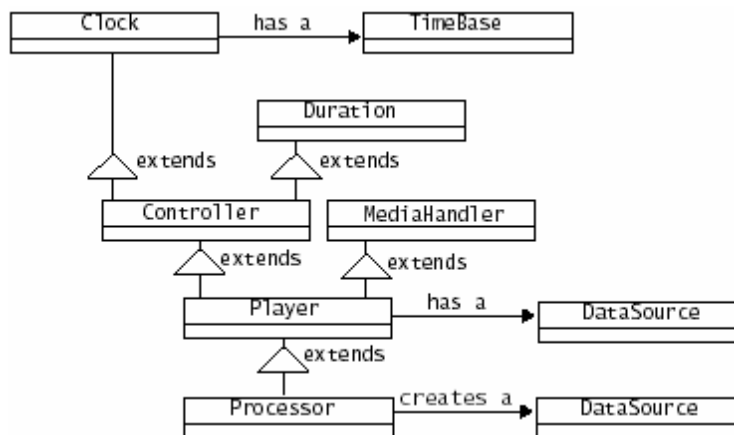 Clock
has a
TimeBase
Duration
extends
extends
Controller
MediaHandler
extends
extends
Player
has a
DataSource
extends
Processor
creates a
DataSource